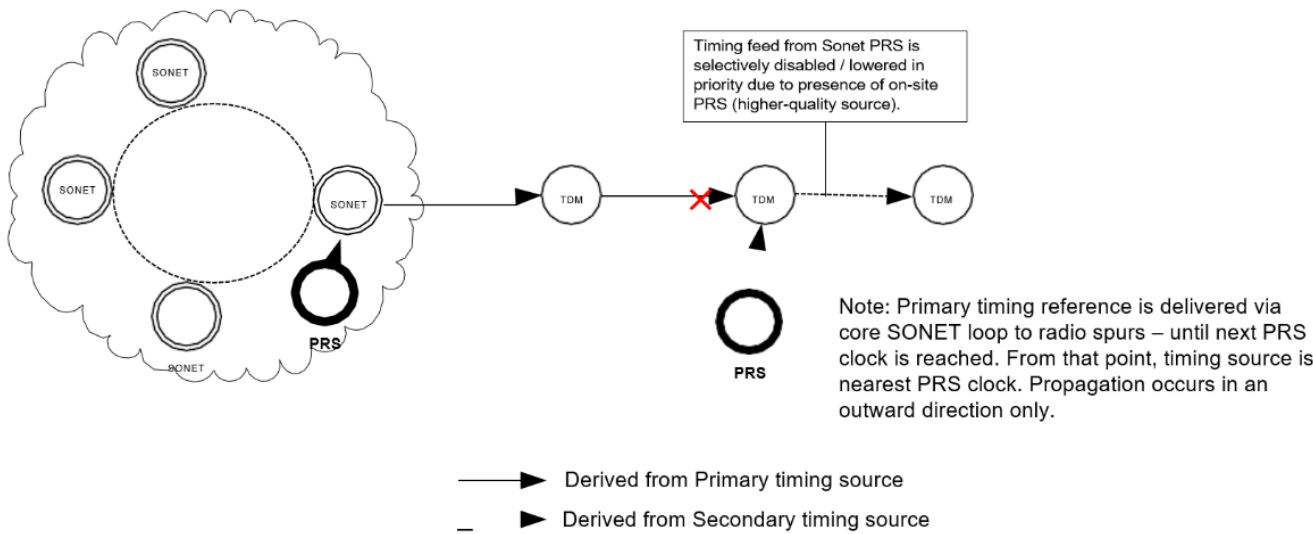 SONET
SONET
SONET
SONET
PRS
TDM
TDM
TDM
PRS
Timing feed from Sonet PRS is
selectively disabled / lowered in
priority due to presence of on-site
PRS (higher-quality source).
Note: Primary timing reference is delivered via
core SONET loop to radio spurs – until next PRS
clock is reached. From that point, timing source is
nearest PRS clock. Propagation occurs in an
outward direction only.
Derived from Primary timing source
Derived from Secondary timing source